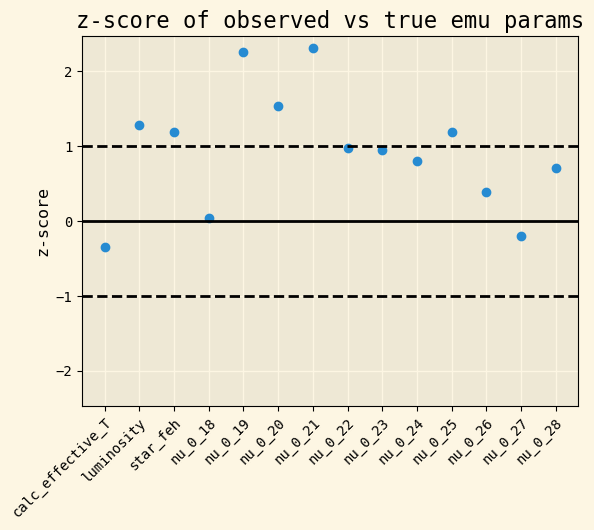 z-score of observed vs true emu params
z-score
2
1
0
−1
−2
calc_effective_T
luminosity
star_feh
nu_0_18
nu_0_19
nu_0_20
nu_0_21
nu_0_22
nu_0_23
nu_0_24
nu_0_25
nu_0_26
nu_0_27
nu_0_28